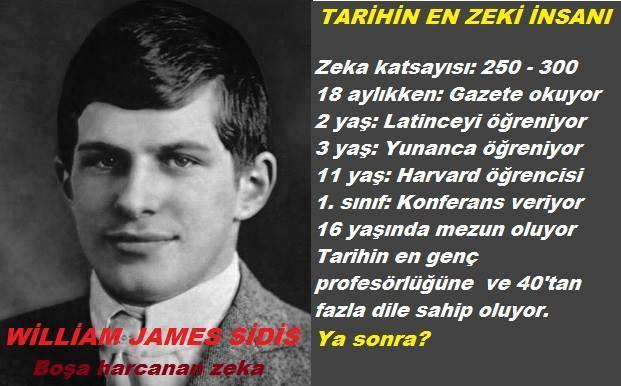 TARİHİN EN ZEKİ İNSANI
Zeka katsayısı: 250 - 300
18 aylıkken: Gazete okuyor
2 yaş: Latinceyi öğreniyor
3 yaş: Yunanca öğreniyor
11 yaş: Harvard öğrencisi
1. sınıf: Konferans veriyor
16 yaşında mezun oluyor
Tarihin en genç
profesörlüğüne ve 40'tan
fazla dile sahip oluyor.
Ya sonra?
WİLLİAM JAMES SİDİS
Boşa harcanan zeka